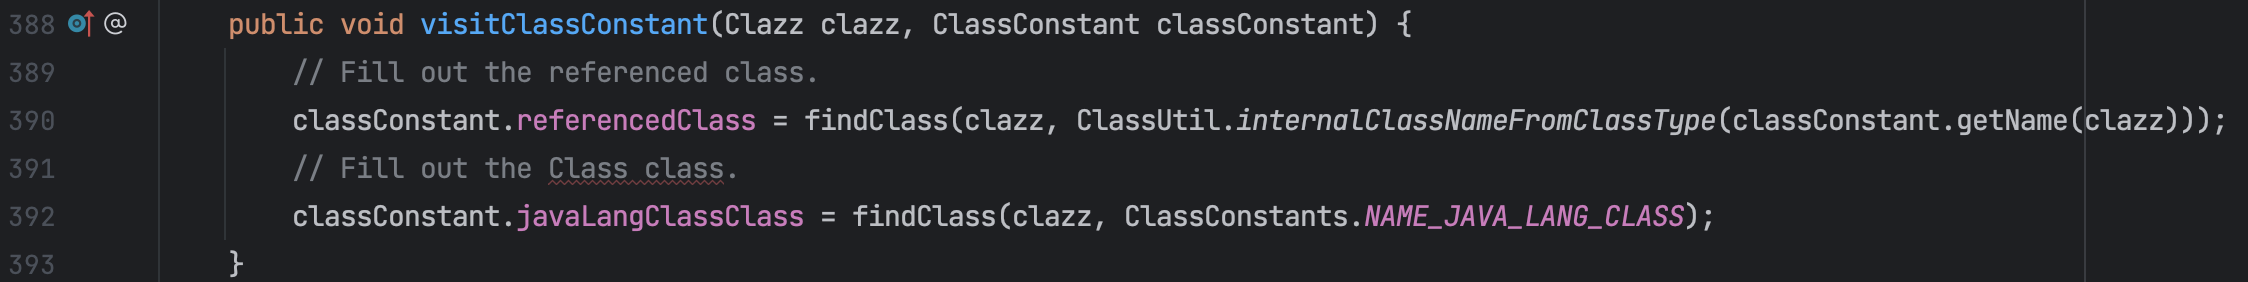 388 @ public void visitClassConstant(Clazz clazz, ClassConstant classConstant) {
389 // Fill out the referenced class.
390 classConstant.referencedClass = findClass(clazz, ClassUtil.internalClassNameFromClassType(classConstant.getName(clazz)));
391 // Fill out the Class class.
392 classConstant.javaLangClassClass = findClass(clazz, ClassConstants.NAME_JAVA_LANG_CLASS);
393 }